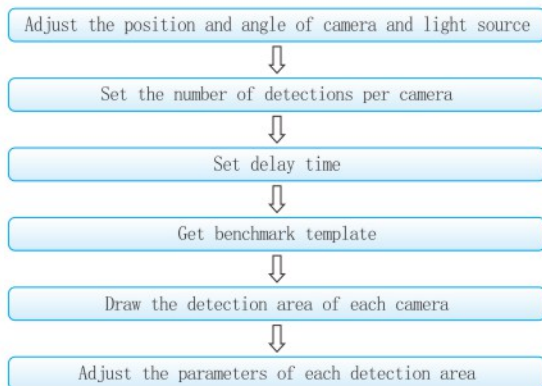 Adjust the position and angle of camera and light source
Set the number of detections per camera
Set delay time
Get benchmark template
Draw the detection area of each camera
Adjust the parameters of each detection area